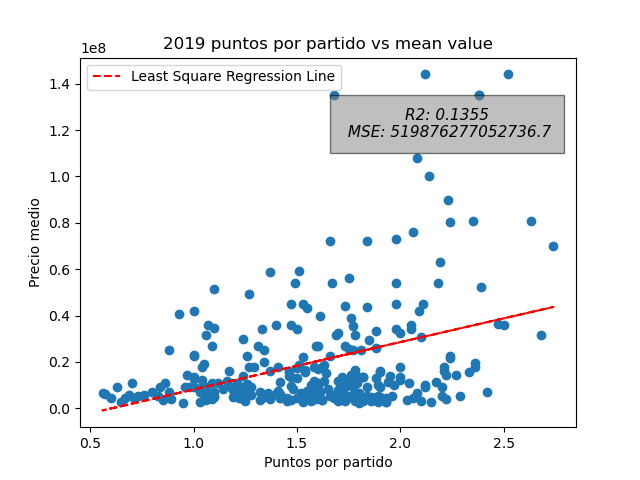 2019 puntos por partido vs mean value
1e8
Least Square Regression Line
R2: 0.1355
MSE: 519876277052736.7
1.4
1.2
1.0
0.8
0.6
0.4
0.2
0.0
Precio medio
0.5 1.0 1.5 2.0 2.5
Puntos por partido